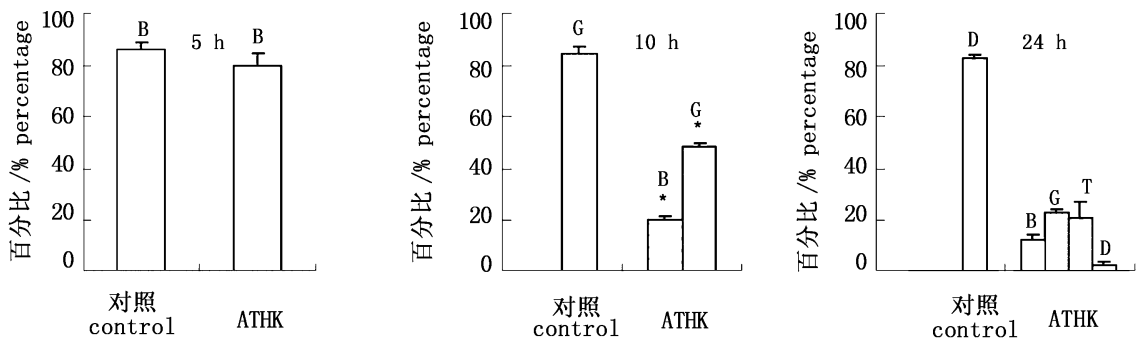 百分比/% percentage
100
80
60
40
20
0
B
5 h
B
对照
control
ATHK
百分比/% percentage
100
80
60
40
20
0
G
10 h
B
*
G
*
对照
control
ATHK
百分比/% percentage
100
80
60
40
20
0
D
24 h
B
G
T
D
对照
control
ATHK